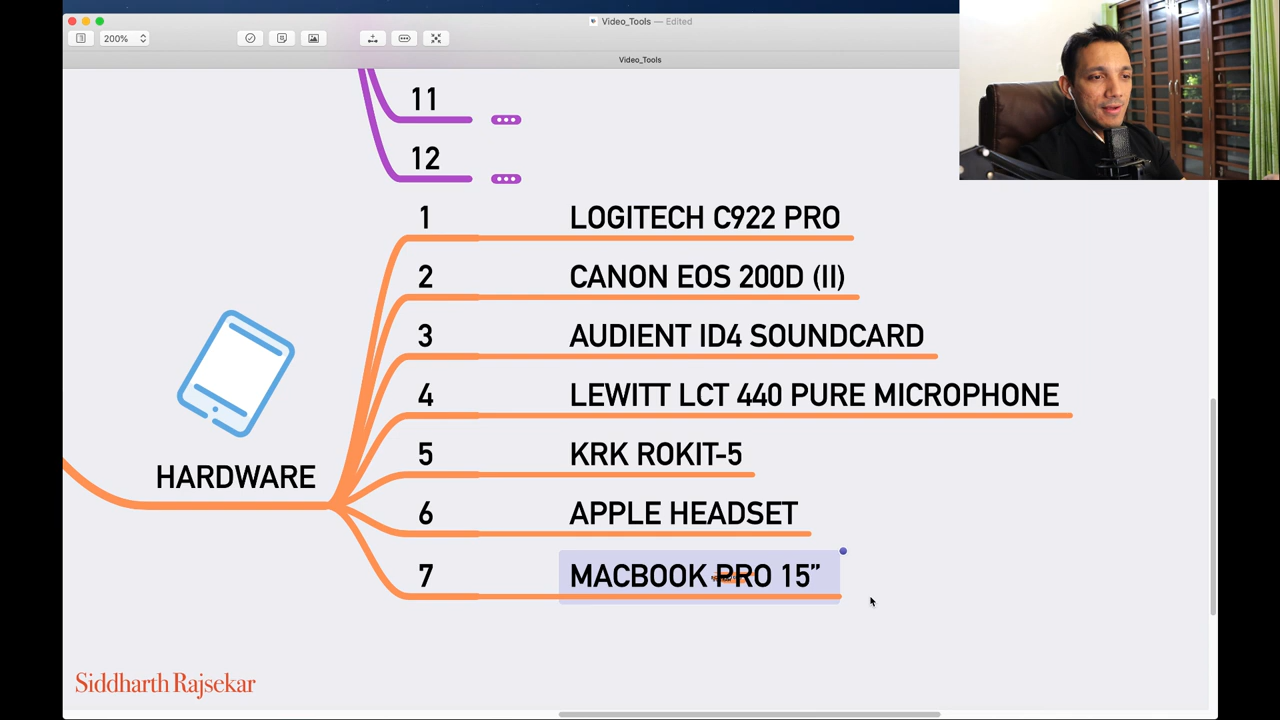 Video_Tools — Edited
200%
Video_Tools
11
12
1 LOGITECH C922 PRO
2 CANON EOS 200D (II)
3 AUDIENT ID4 SOUNDCARD
4 LEWITT LCT 440 PURE MICROPHONE
5 KRK ROKIT-5
HARDWARE
6 APPLE HEADSET
7 MACBOOK PRO 15”
Siddharth Rajsekar